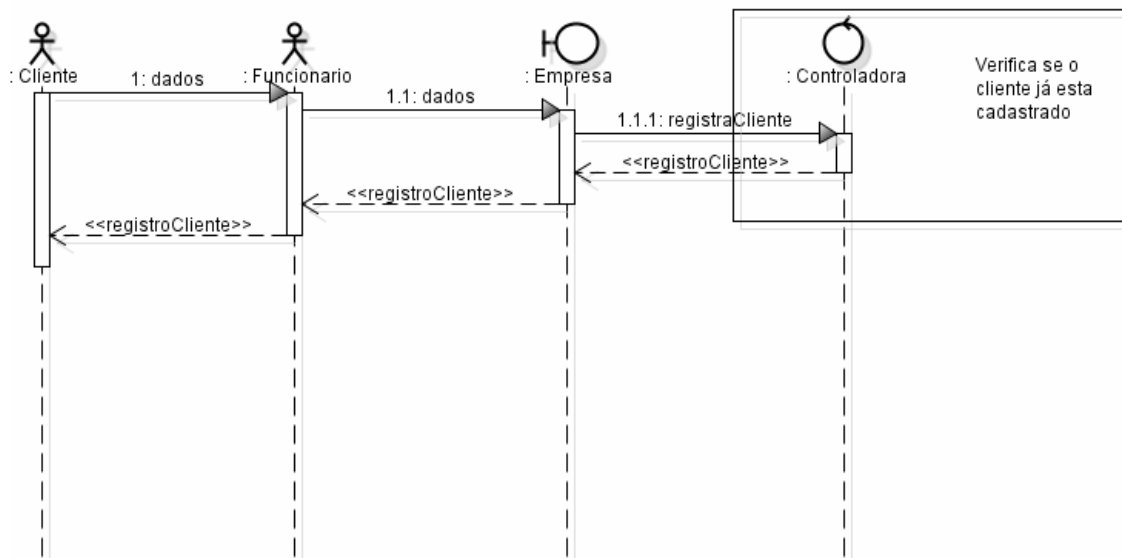 : Cliente
: Funcionario
: Empresa
: Controladora
Verifica se o
cliente já esta
cadastrado
1: dados
1.1: dados
1.1.1: registraCliente
<<registroCliente>>
<<registroCliente>>
<<registroCliente>>